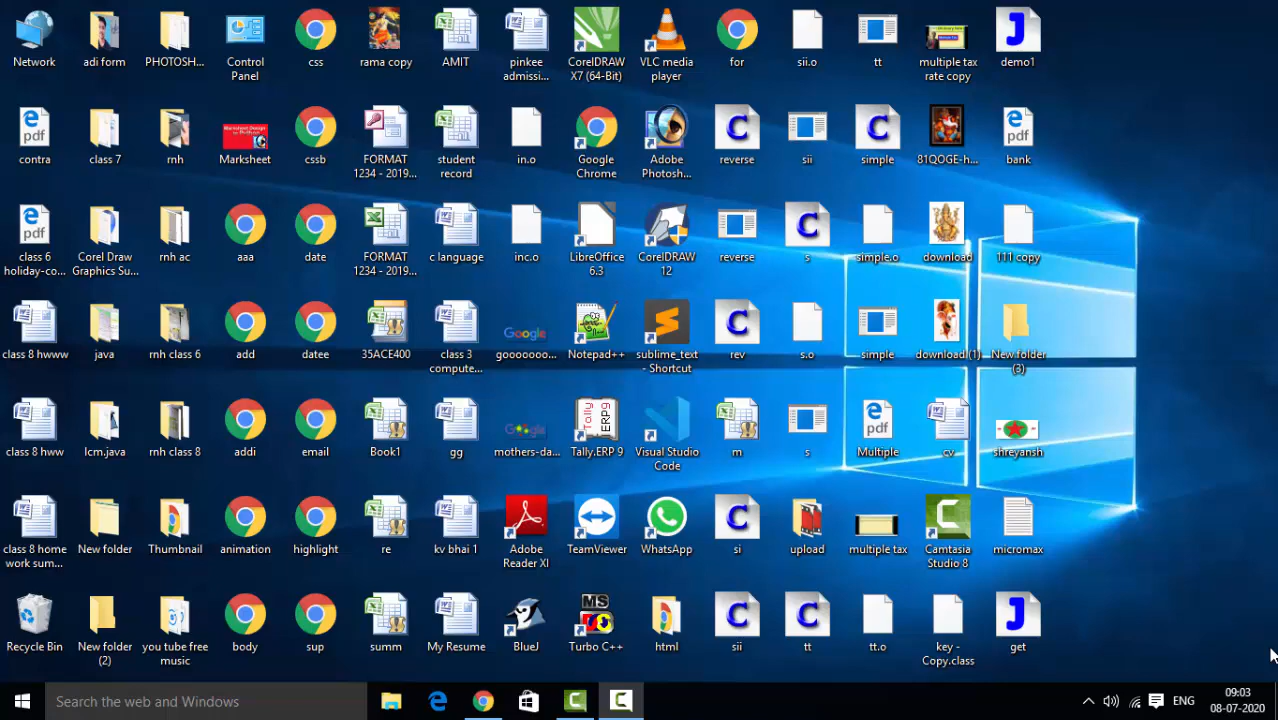 Network
adi form
PHOTOSH...
Control
Panel
css
rama copy
AMIT
pinkee
admissi...
CorelDRAW
X7 (64-Bit)
VLC media
player
for
sii.o
tt
multiple tax
rate copy
demo1
contra
class 7
rnh
Marksheet
cssb
FORMAT
1234 - 2019...
student
record
in.o
Google
Chrome
Adobe
Photosh...
reverse
sii
simple
81QOGE-h...
bank
class 6
holiday-co...
Corel Draw
Graphics Su...
rnh ac
aaa
date
FORMAT
1234 - 2019...
c language
inc.o
LibreOffice
6.3
CorelDRAW
12
reverse
s
simple.o
download
111 copy
class 8 hwww
java
rnh class 6
add
datee
35ACE400
class 3
compute...
gooooooo...
Notepad++
sublime_text
- Shortcut
rev
s.o
simple
download (1)
New folder
(3)
class 8 hww
lcm.java
rnh class 8
addi
email
Book1
gg
mothers-da...
Tally.ERP 9
Visual Studio
Code
m
s
Multiple
cv
shreyansh
class 8 home
work sum...
New folder
Thumbnail
animation
highlight
re
kv bhai 1
Adobe
Reader XI
TeamViewer
WhatsApp
si
upload
multiple tax
Camtasia
Studio 8
micromax
Recycle Bin
New folder
(2)
you tube free
music
body
sup
summ
My Resume
BlueJ
Turbo C++
html
sii
tt
tt.o
key -
Copy.class
get
Search the web and Windows
ENG
09:03
08-07-2020